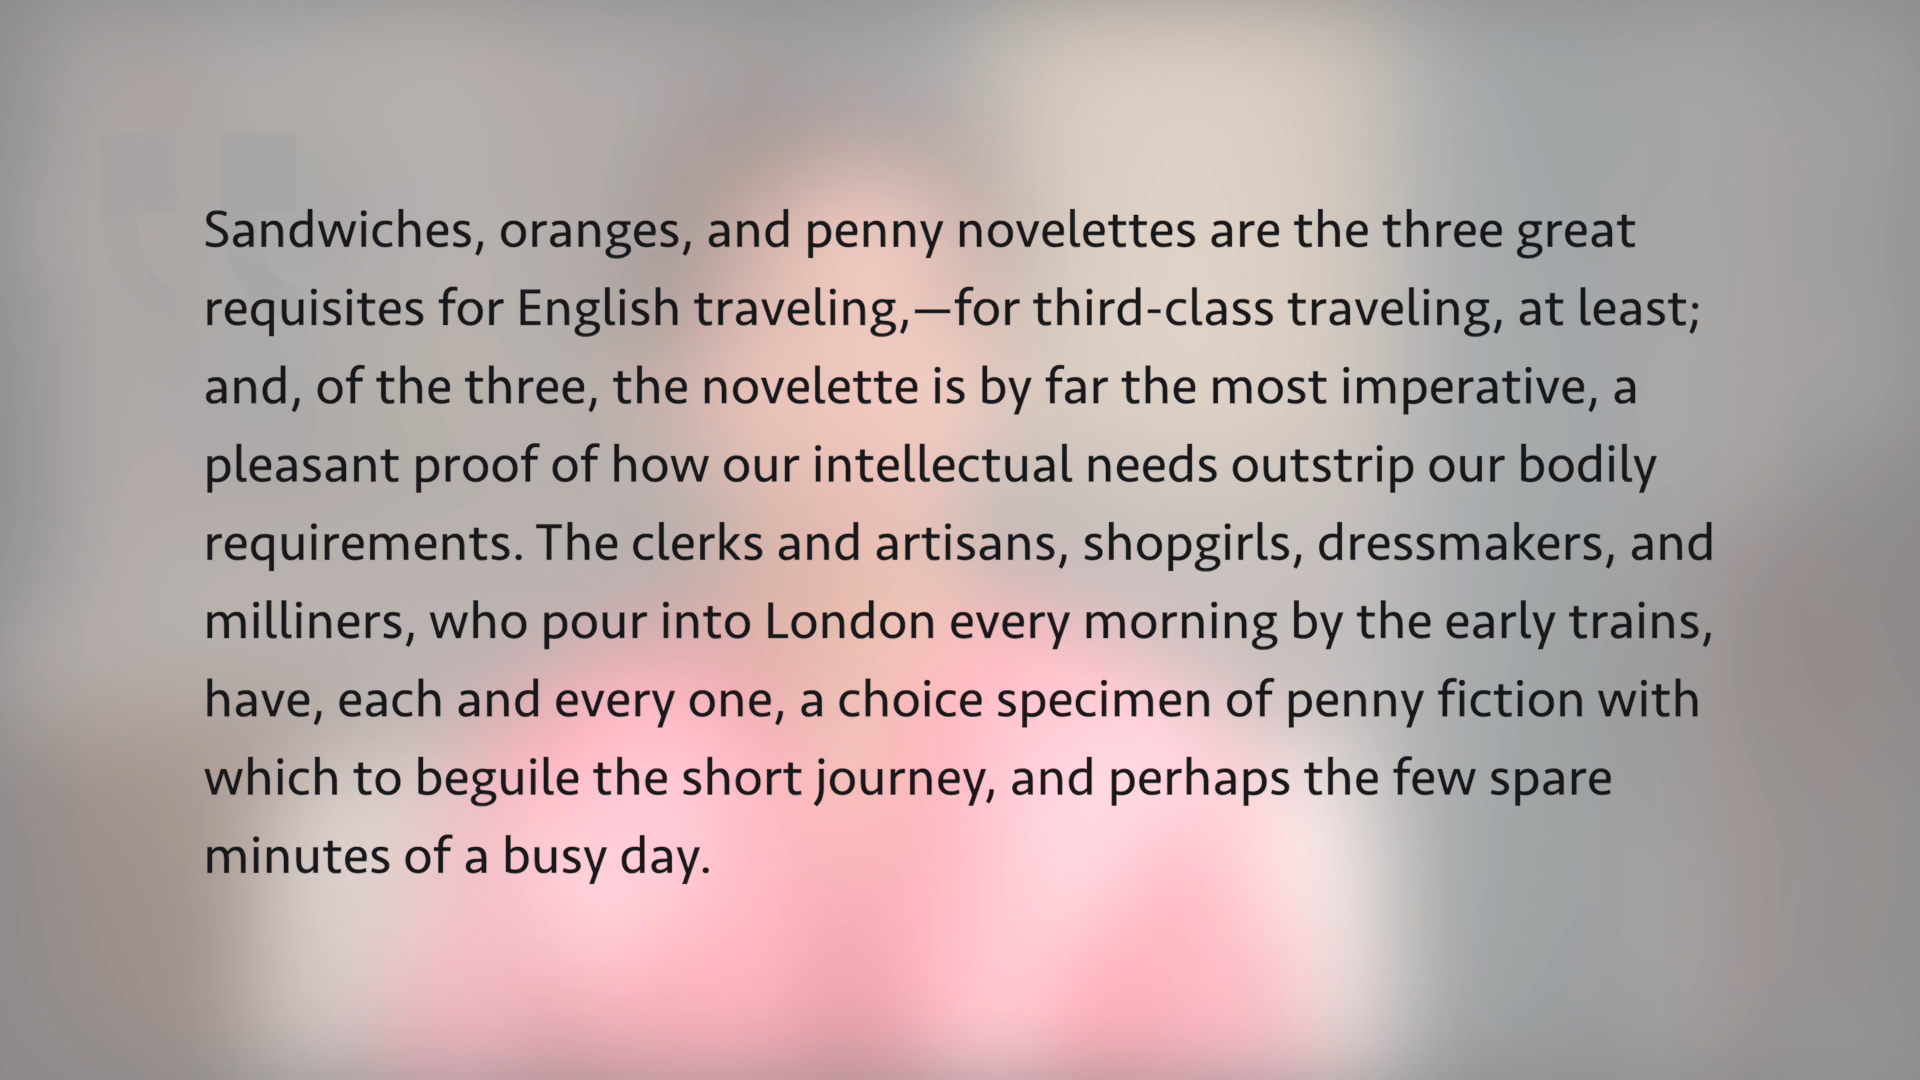 Sandwiches, oranges, and penny novelettes are the three great
requisites for English traveling,—for third-class traveling, at least;
and, of the three, the novelette is by far the most imperative, a
pleasant proof of how our intellectual needs outstrip our bodily
requirements. The clerks and artisans, shopgirls, dressmakers, and
milliners, who pour into London every morning by the early trains,
have, each and every one, a choice specimen of penny fiction with
which to beguile the short journey, and perhaps the few spare
minutes of a busy day.